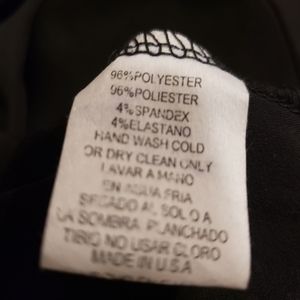 96%POLYESTER
96%POLIESTER
4%SPANDEX
4%ELASTANO
HAND WASH COLD
OR DRY CLEAN ONLY
LAVAR A MANO
EN AGUA FRIA
SECADO AL SOL O A
LA SOMBRA. PLANCHADO
TIBIO NO USAR CLORO
MADE IN U.S.A